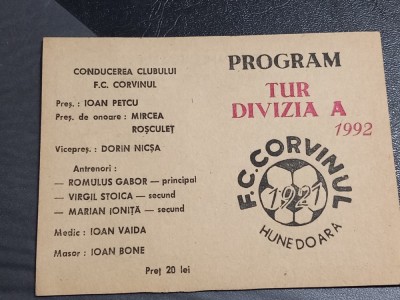 CONDUCEREA CLUBULUI
F.C. CORVINUL
Preș. : IOAN PETCU
Preș. de onoare : MIRCEA
ROȘCULEȚ
Vicepreș. : DORIN NICȘA
Antrenori :
— ROMULUS GABOR — principal
— VIRGIL STOICA — secund
— MARIAN IONIȚĂ — secund
Medic : IOAN VAIDA
Masor : IOAN BONE
Preț 20 lei
PROGRAM
TUR
DIVIZIA A
1992
F.C. CORVINUL
1921
HUNEDOARA